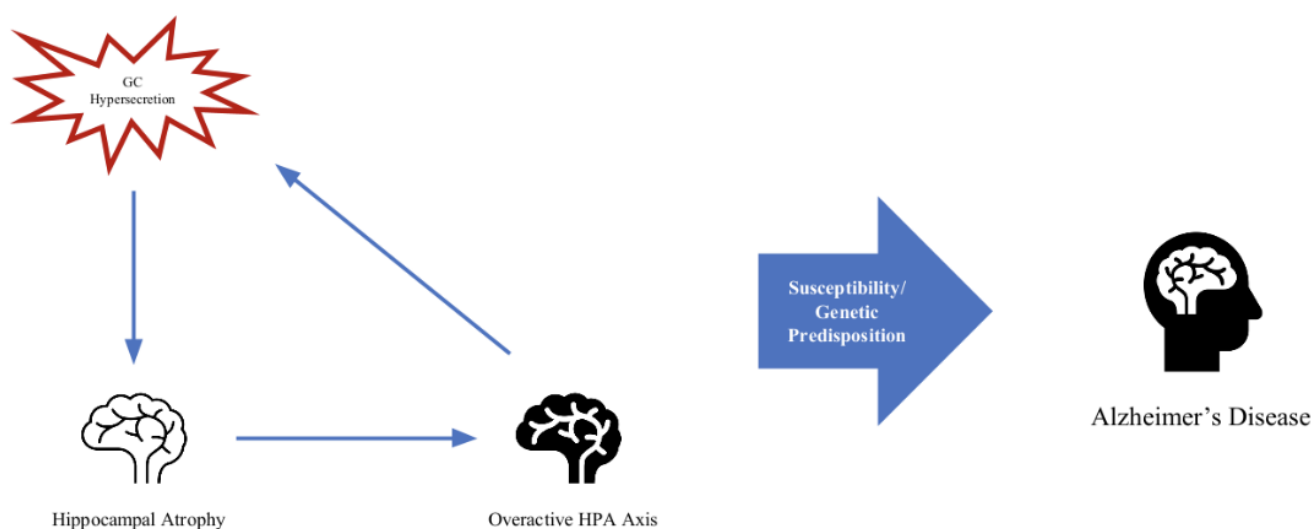 GC
Hypersecretion
Susceptibility/
Genetic
Predisposition
Alzheimer's Disease
Hippocampal Atrophy
Overactive HPA Axis